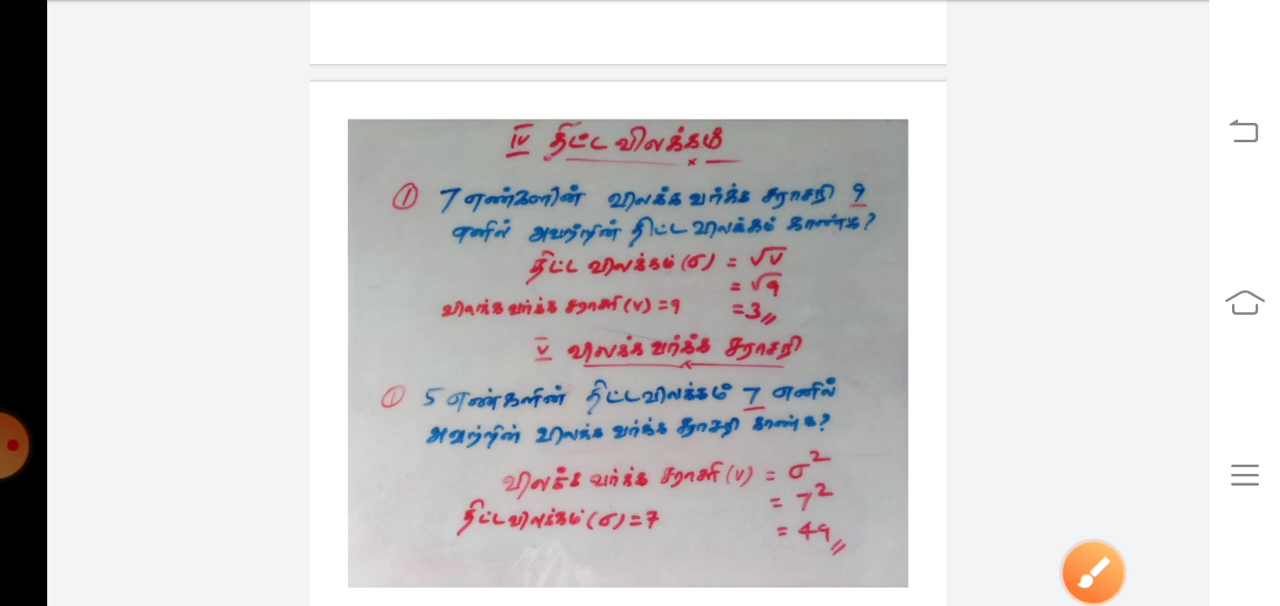 IV திட்ட விலக்கம்
① 7 எண்களின் விலக்க வர்க்க சராசரி 9
எனில் அவற்றின் திட்ட விலக்கம் காண்க?
திட்ட விலக்கம் (σ) = √V
= √9
விலக்க வர்க்க சராசரி (v) = 9 = 3//
V விலக்க வர்க்க சராசரி
① 5 எண்களின் திட்டவிலக்கம் 7 எனில்
அவற்றின் விலக்க வர்க்க சராசரி காண்க?
விலக்க வர்க்க சராசரி (v) = σ²
= 7²
திட்டவிலக்கம் (σ) = 7
= 49//